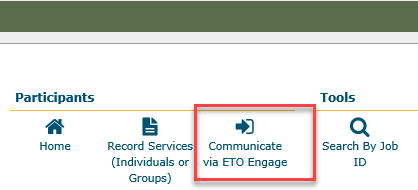 Participants
Tools
Home
Record Services
(Individuals or
Groups)
Communicate
via ETO Engage
Search By Job
ID